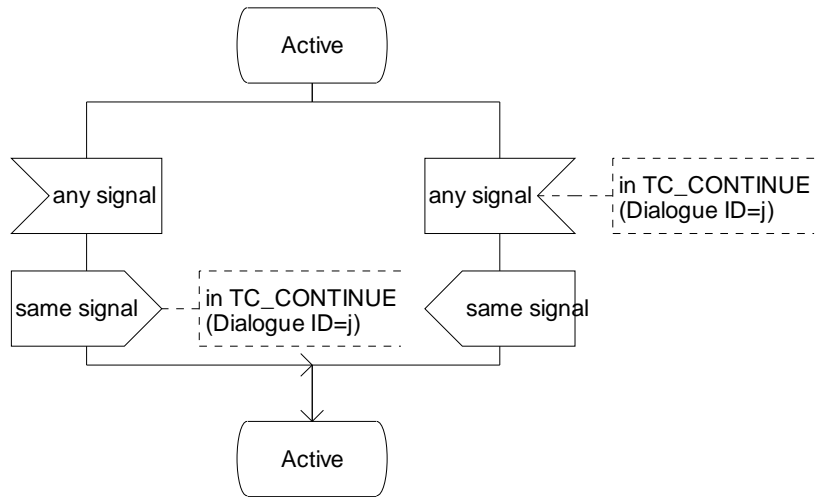 Active
any signal
any signal
in TC_CONTINUE
(Dialogue ID=j)
same signal
in TC_CONTINUE
(Dialogue ID=j)
same signal
Active